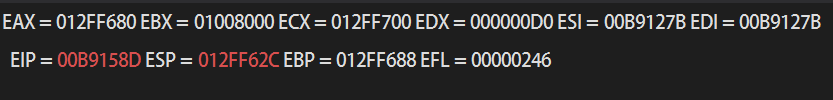 EAX = 012FF680 EBX = 01008000 ECX = 012FF700 EDX = 000000D0 ESI = 00B9127B EDI = 00B9127B
EIP = 00B9158D ESP = 012FF62C EBP = 012FF688 EFL = 00000246